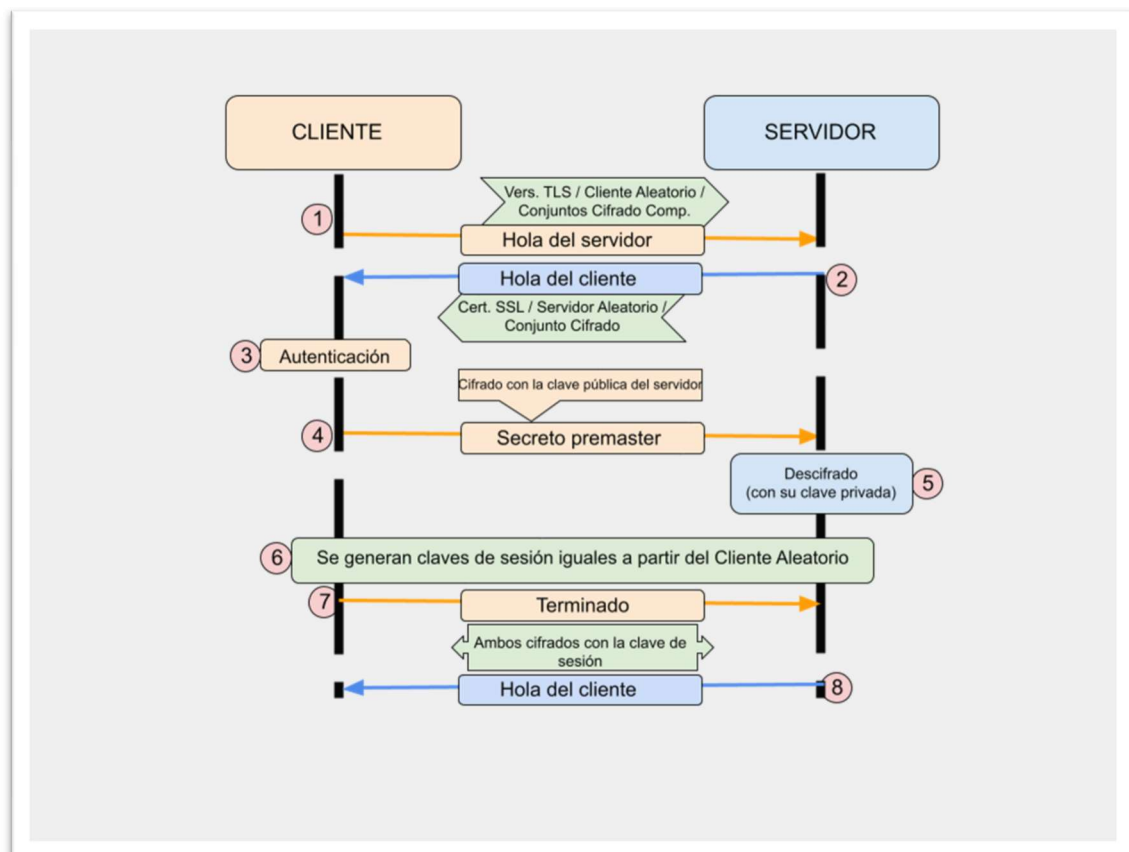 CLIENTE
SERVIDOR
Vers. TLS / Cliente Aleatorio /
Conjuntos Cifrado Comp.
1
Hola del servidor
Hola del cliente
2
Cert. SSL / Servidor Aleatorio /
Conjunto Cifrado
3
Autenticación
Cifrado con la clave pública del servidor
4
Secreto premaster
Descifrado
(con su clave privada)
5
6
Se generan claves de sesión iguales a partir del Cliente Aleatorio
7
Terminado
Ambos cifrados con la clave de
sesión
Hola del cliente
8